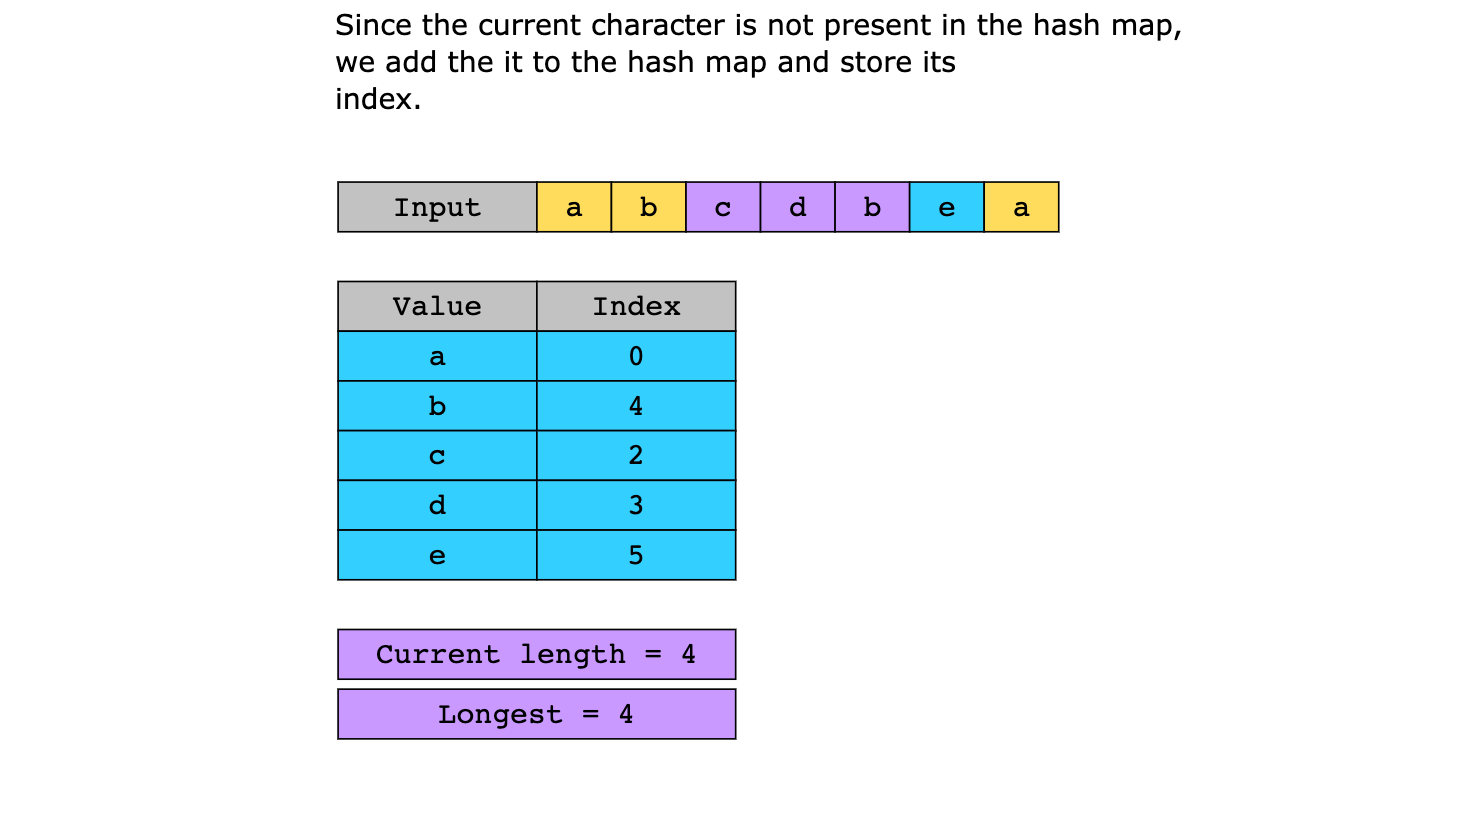 Since the current character is not present in the hash map,
we add the it to the hash map and store its
index.
Input a b c d b e a
Value Index
a 0
b 4
c 2
d 3
e 5
Current length = 4
Longest = 4